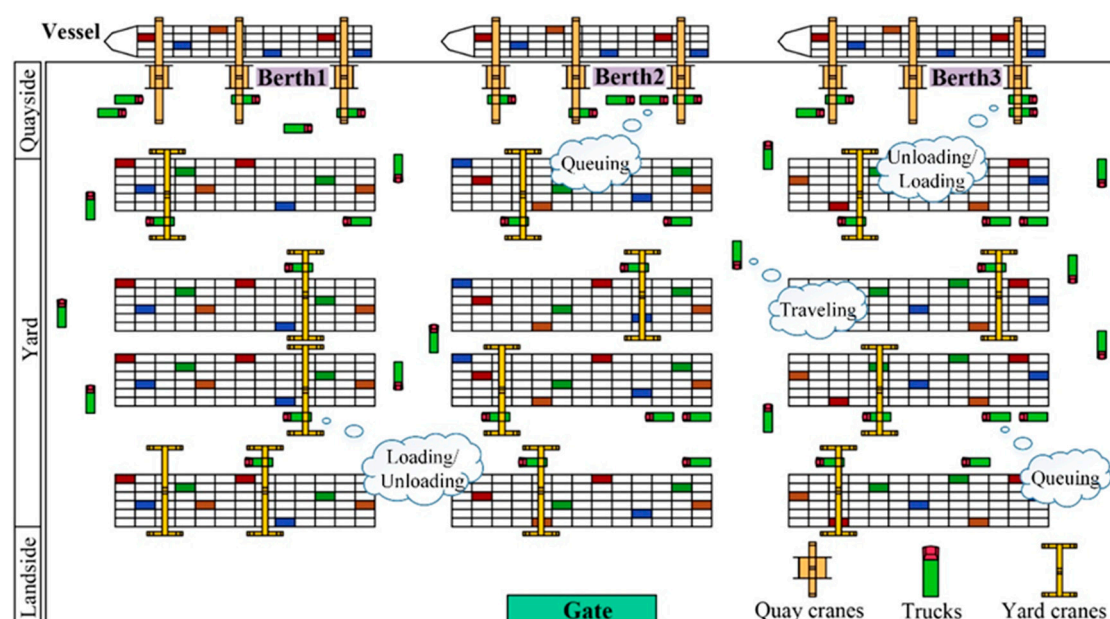 Vessel
Quayside
Berth1
Berth2
Berth3
Queuing
Unloading/
Loading
Yard
Traveling
Loading/
Unloading
Queuing
Landside
Gate
Quay cranes
Trucks
Yard cranes